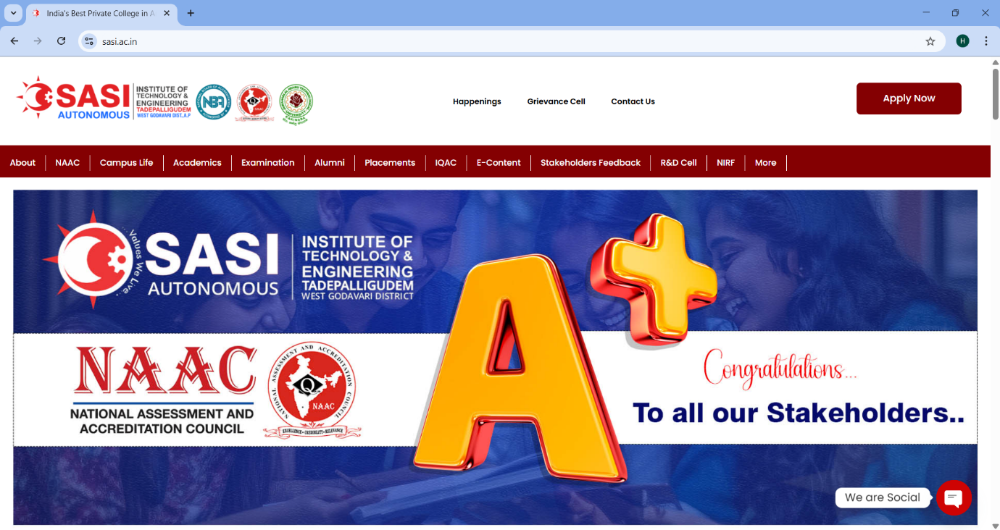 India's Best Private College in A
sasi.ac.in
H
SASI
AUTONOMOUS
INSTITUTE OF
TECHNOLOGY &
ENGINEERING
TADEPALLIGUDEM
WEST GODAVARI DIST., A.P
NBA
NAAC
Happenings
Grievance Cell
Contact Us
Apply Now
About
NAAC
Campus Life
Academics
Examination
Alumni
Placements
IQAC
E-Content
Stakeholders Feedback
R&D Cell
NIRF
More
...Values We Live...
SASI
AUTONOMOUS
INSTITUTE OF
TECHNOLOGY &
ENGINEERING
TADEPALLIGUDEM
WEST GODAVARI DISTRICT
A+
NAAC
NATIONAL ASSESSMENT AND
ACCREDITATION COUNCIL
NATIONAL ASSESSMENT AND ACCREDITATION COUNCIL
Q
NAAC
EXCELLENCE • CREDIBILITY • RELEVANCE
Congratulations...
To all our Stakeholders..
We are Social